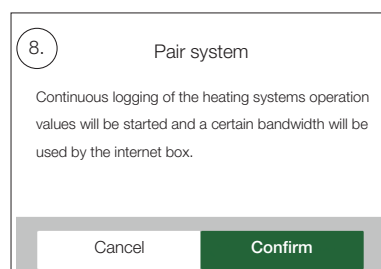 8.
Pair system
Continuous logging of the heating systems operation
values will be started and a certain bandwidth will be
used by the internet box.
Cancel
Confirm